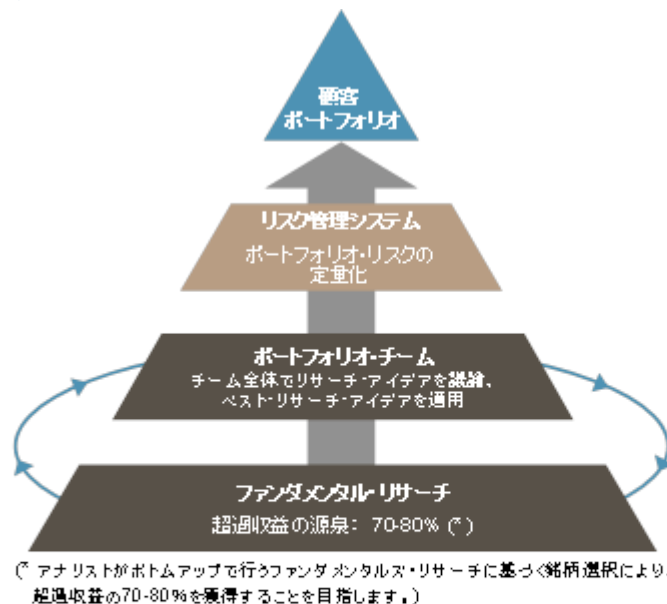 顧客
ポートフォリオ
リスク管理システム
ポートフォリオ・リスクの
定量化
ポートフォリオ・チーム
チーム全体でリサーチ・アイデアを議論、
ベスト・リサーチ・アイデアを適用
ファンダメンタル・リサーチ
超過収益の源泉： 70-80% (*)
(* アナリストがボトムアップで行うファンダメンタルズ・リサーチに基づく銘柄選択により、
超過収益の70-80%を獲得することを目指します。)